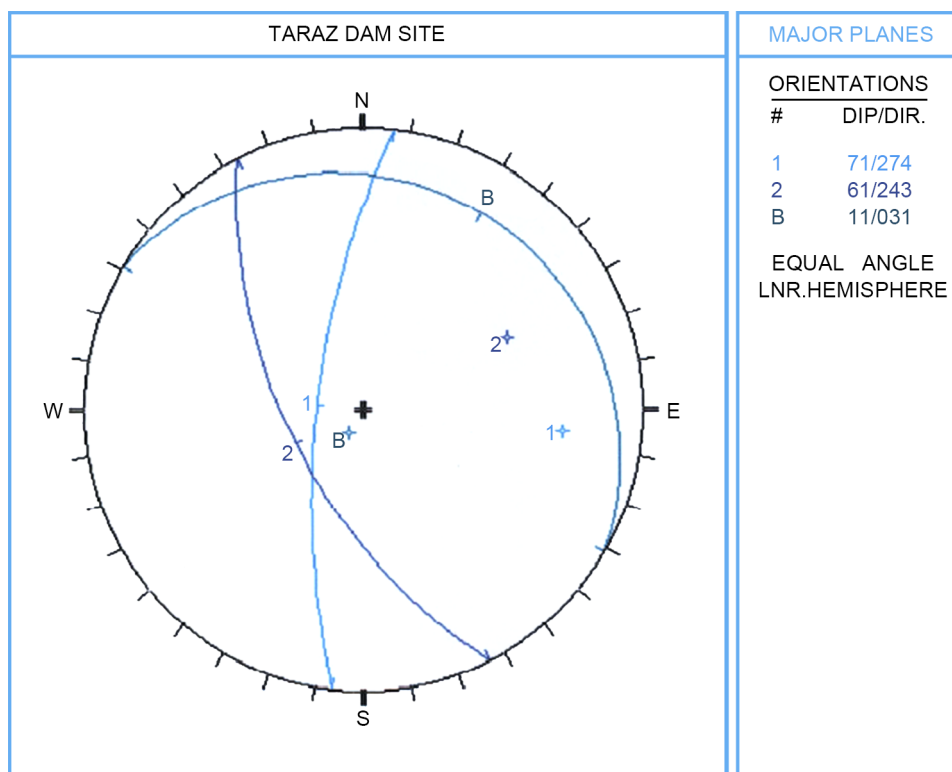 TARAZ DAM SITE
N
B
2
1
W
E
B
1
2
S
MAJOR PLANES
ORIENTATIONS
# DIP/DIR.
1 71/274
2 61/243
B 11/031
EQUAL ANGLE
LNR.HEMISPHERE